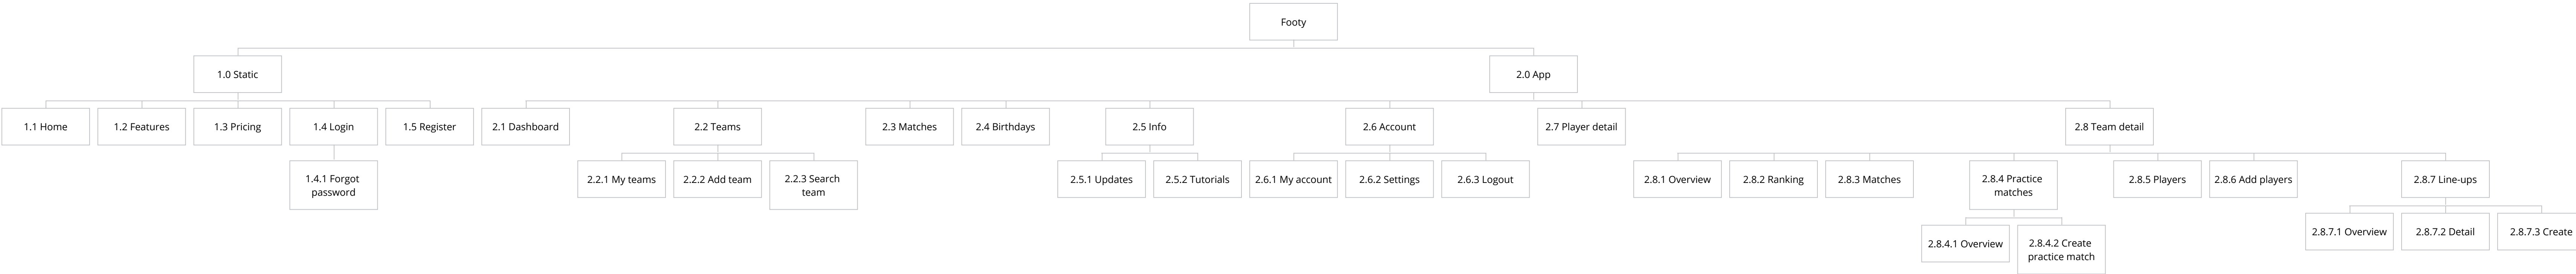 Footy
1.0 Static
2.0 App
1.1 Home
1.2 Features
1.3 Pricing
1.4 Login
1.5 Register
2.1 Dashboard
2.2 Teams
2.3 Matches
2.4 Birthdays
2.5 Info
2.6 Account
2.7 Player detail
2.8 Team detail
1.4.1 Forgot
password
2.2.1 My teams
2.2.2 Add team
2.2.3 Search
team
2.5.1 Updates
2.5.2 Tutorials
2.6.1 My account
2.6.2 Settings
2.6.3 Logout
2.8.1 Overview
2.8.2 Ranking
2.8.3 Matches
2.8.4 Practice
matches
2.8.5 Players
2.8.6 Add players
2.8.7 Line-ups
2.8.4.1 Overview
2.8.4.2 Create
practice match
2.8.7.1 Overview
2.8.7.2 Detail
2.8.7.3 Create